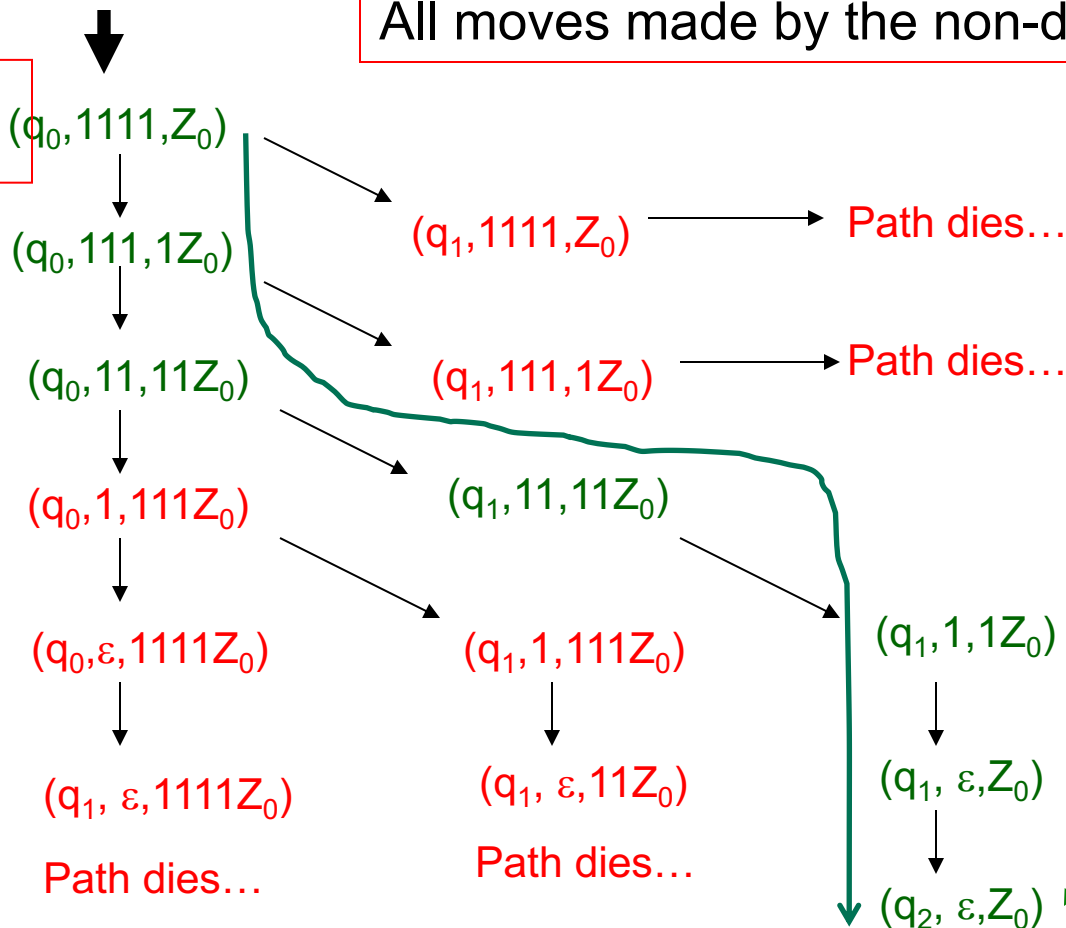 All moves made by the non-d
(q₀,1111,Z₀)
(q₁,1111,Z₀) Path dies…
(q₀,111,1Z₀)
(q₁,111,1Z₀) Path dies…
(q₀,11,11Z₀)
(q₁,11,11Z₀)
(q₀,1,111Z₀)
(q₁,1,1Z₀)
(q₀,ε,1111Z₀) (q₁,1,111Z₀)
(q₁, ε,1111Z₀) (q₁, ε,11Z₀) (q₁, ε,Z₀)
Path dies… Path dies…
(q₂, ε,Z₀)